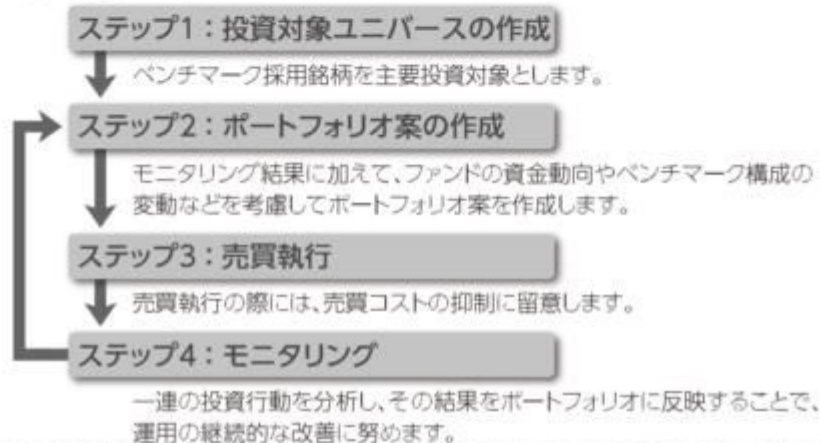 ステップ1：投資対象ユニバースの作成
ベンチマーク採用銘柄を主要投資対象とします。
ステップ2：ポートフォリオ案の作成
モニタリング結果に加えて、ファンドの資金動向やベンチマーク構成の
変動などを考慮してポートフォリオ案を作成します。
ステップ3：売買執行
売買執行の際には、売買コストの抑制に留意します。
ステップ4：モニタリング
一連の投資行動を分析し、その結果をポートフォリオに反映することで、
運用の継続的な改善に努めます。